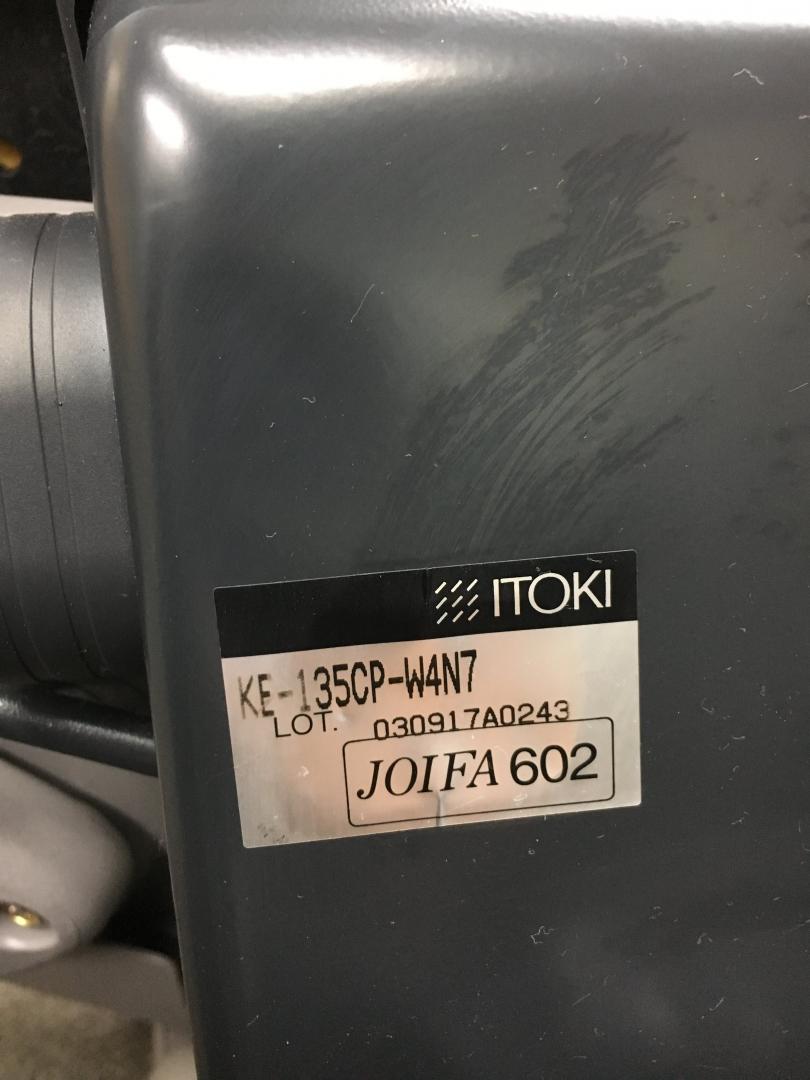 ITOKI
KE-135CP-W4N7
LOT. 030917A0243
JOIFA 602